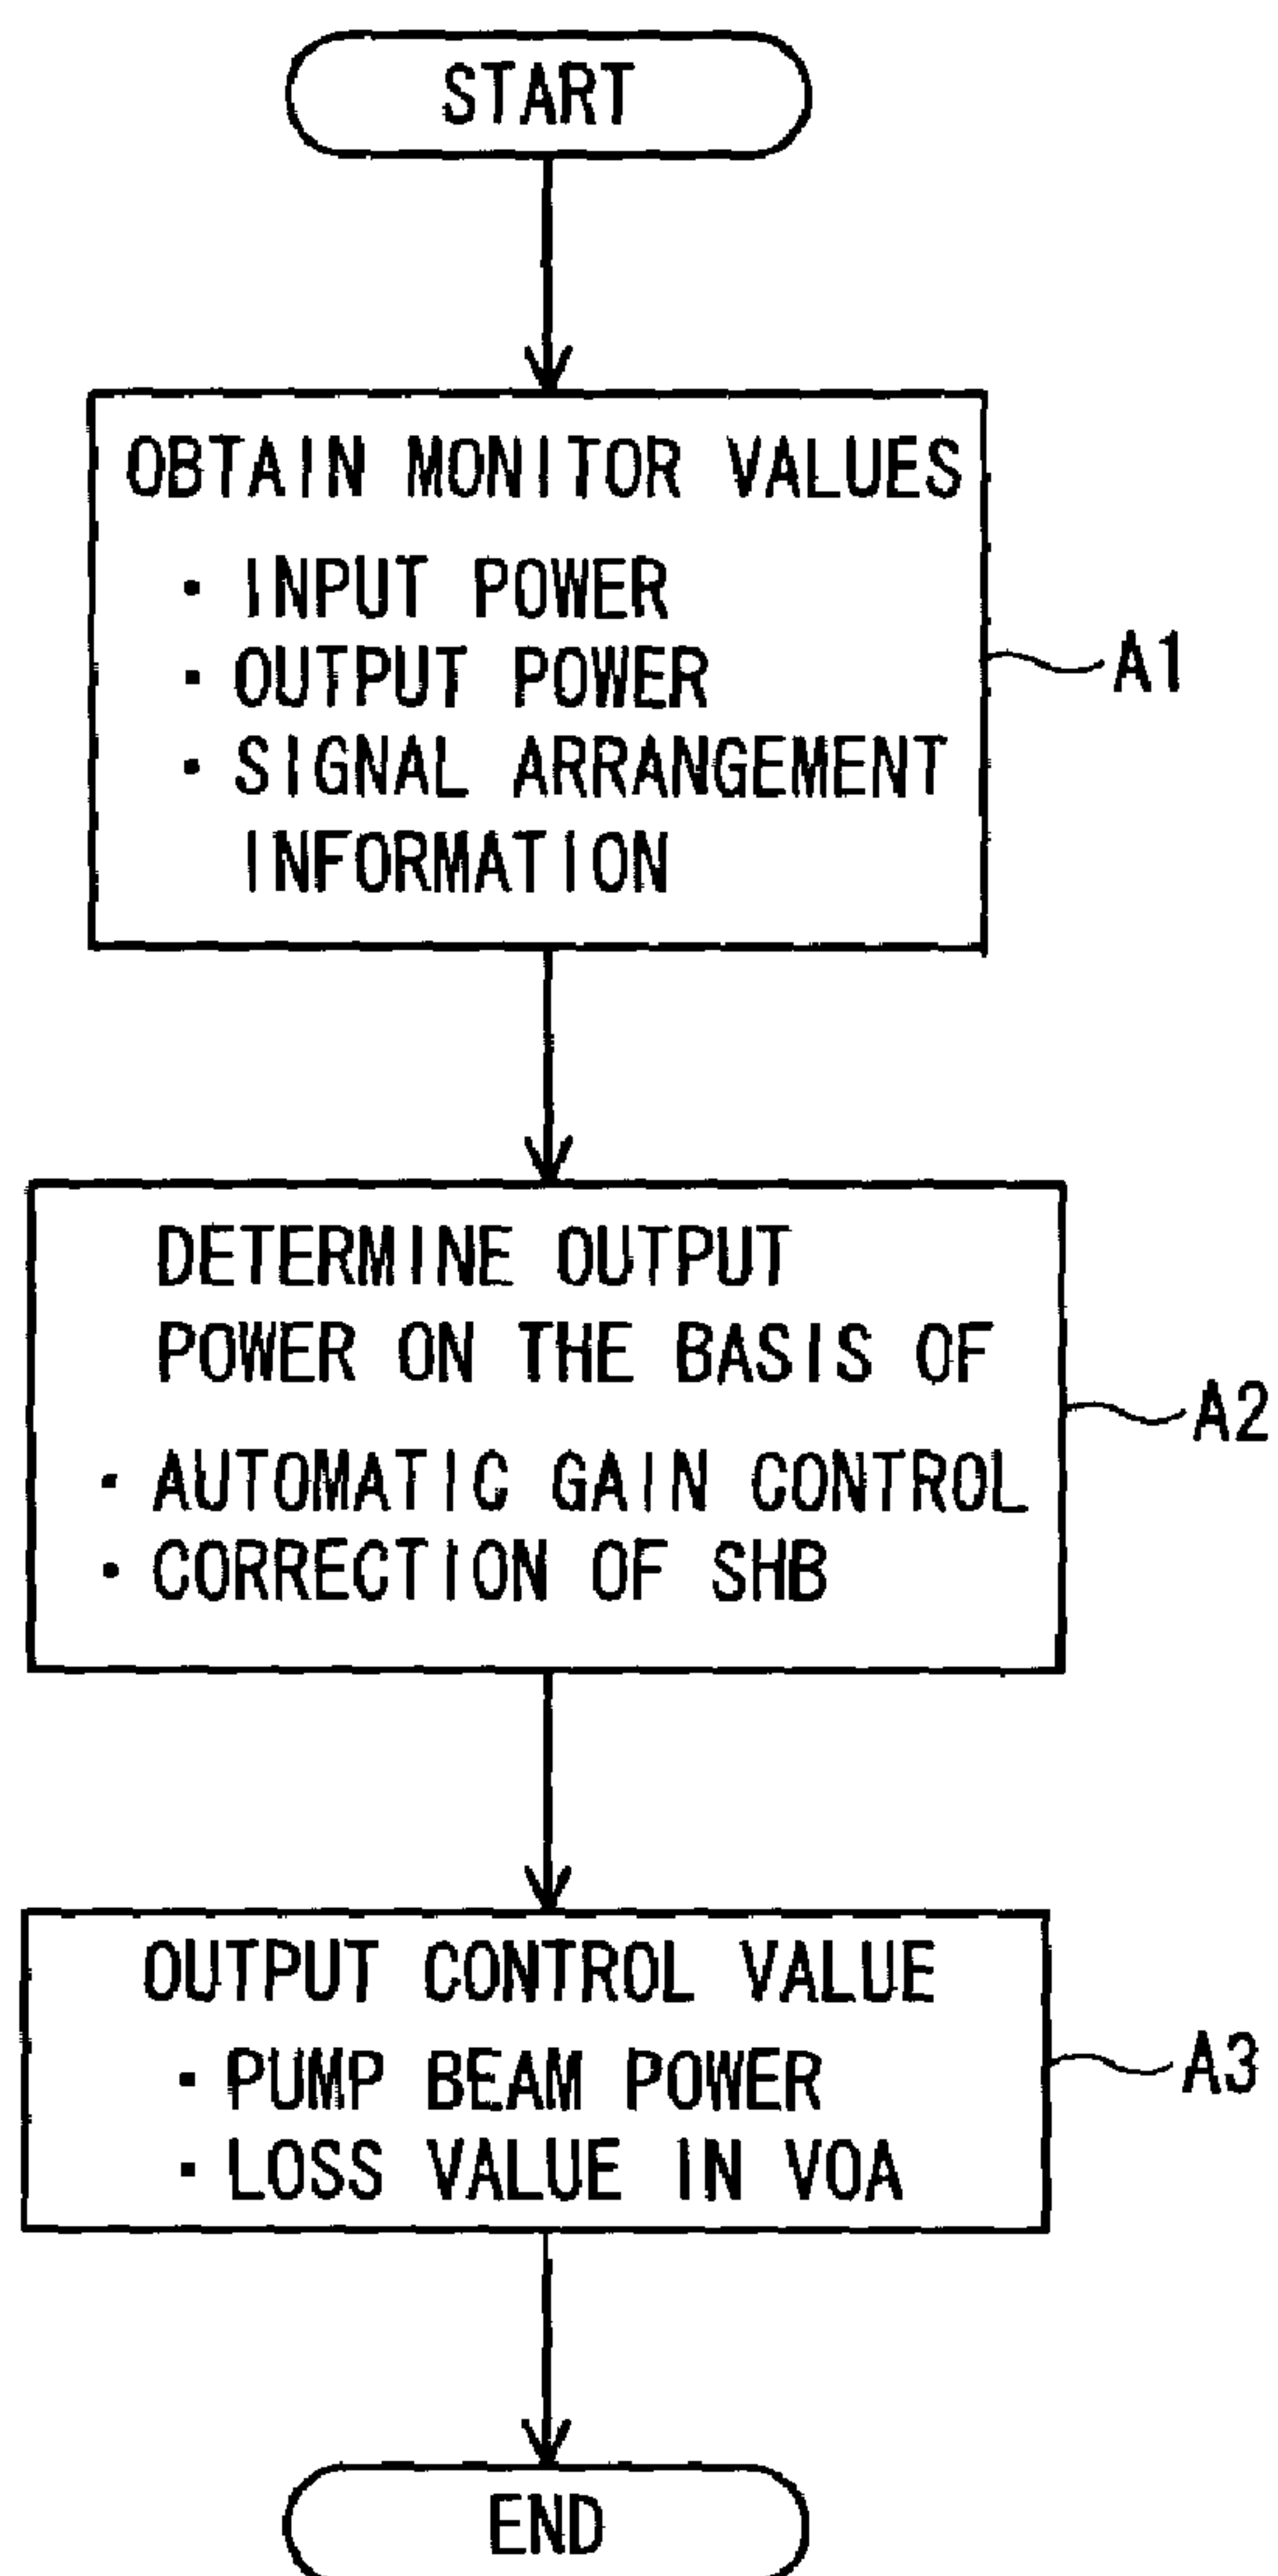 START
OBTAIN MONITOR VALUES
· INPUT POWER
· OUTPUT POWER
· SIGNAL ARRANGEMENT
INFORMATION
A1
DETERMINE OUTPUT
POWER ON THE BASIS OF
· AUTOMATIC GAIN CONTROL
· CORRECTION OF SHB
A2
OUTPUT CONTROL VALUE
· PUMP BEAM POWER
· LOSS VALUE IN VOA
A3
END